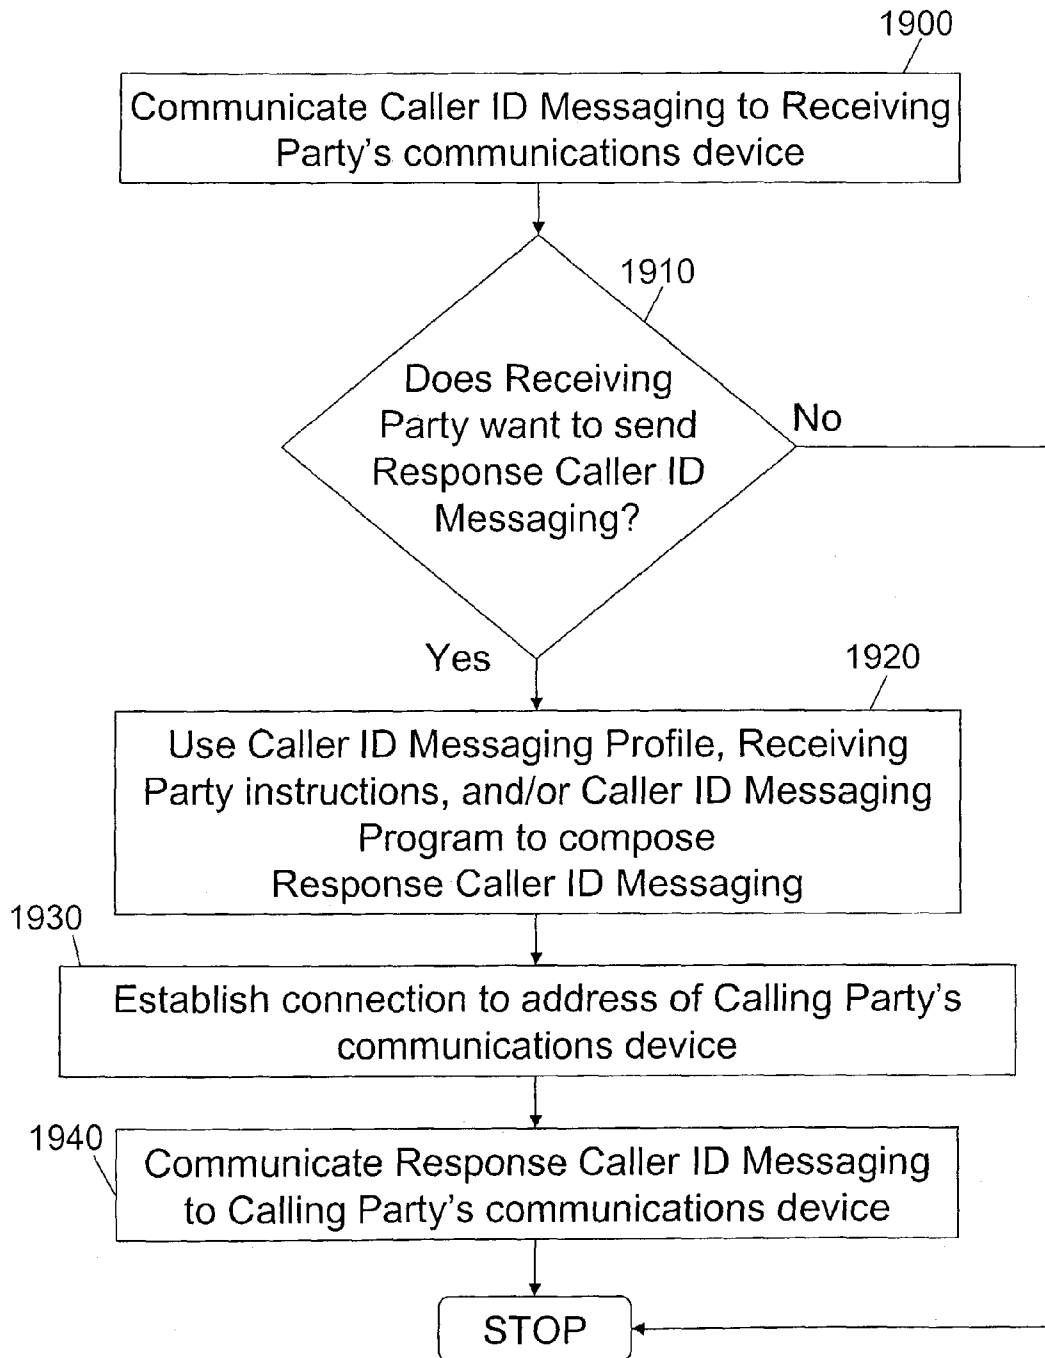 1900
Communicate Caller ID Messaging to Receiving
Party's communications device
1910
Does Receiving
Party want to send
Response Caller ID
Messaging?
No
Yes
1920
Use Caller ID Messaging Profile, Receiving
Party instructions, and/or Caller ID Messaging
Program to compose
Response Caller ID Messaging
1930
Establish connection to address of Calling Party's
communications device
1940
Communicate Response Caller ID Messaging
to Calling Party's communications device
STOP